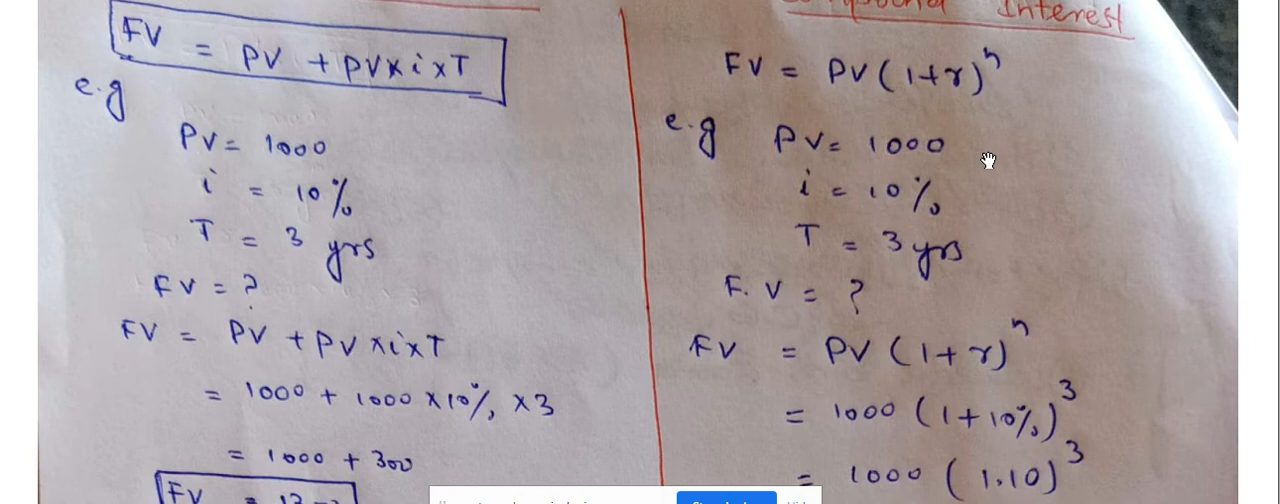 FV = PV + PV x i x T
e.g
PV = 1000
i = 10%
T = 3 yrs
FV = ?
FV = PV + PV x i x T
= 1000 + 1000 x 10% x 3
= 1000 + 300
FV =
Interest
FV = PV (1+r)^n
e.g PV = 1000
i = 10%
T = 3 yrs
F.V = ?
FV = PV (1+r)^n
= 1000 (1+10%)^3
= 1000 (1.10)^3